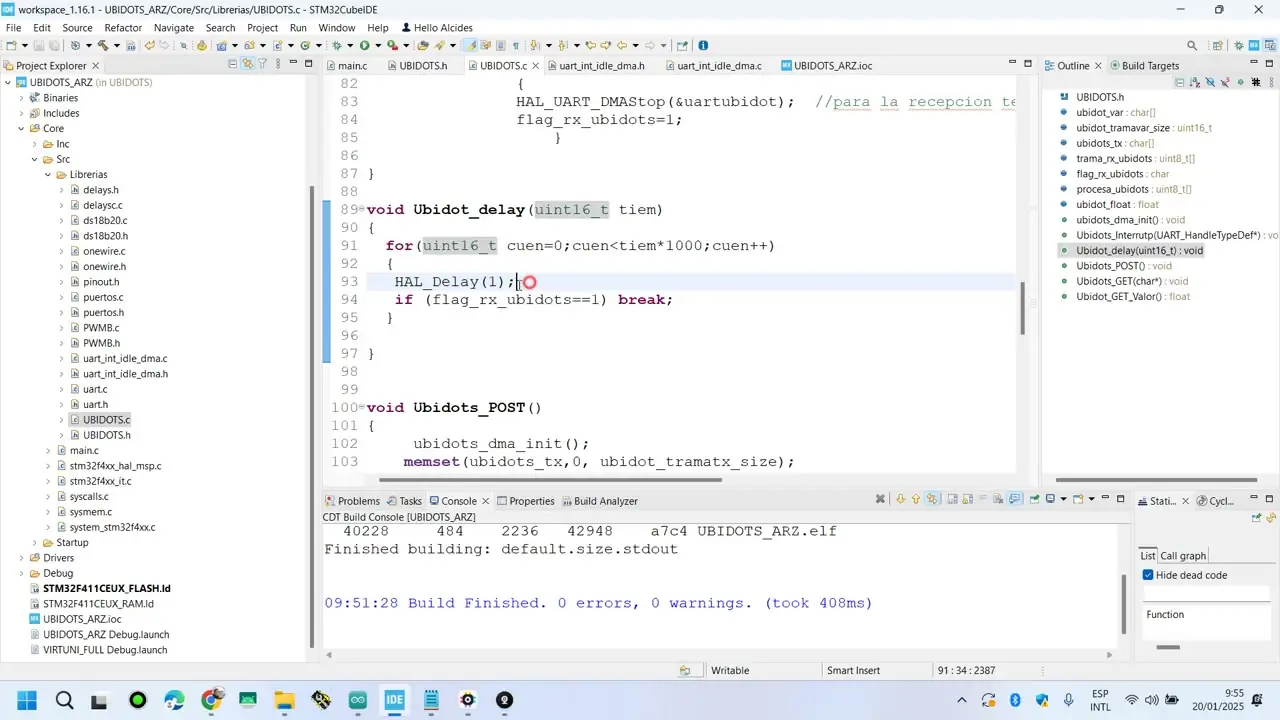 workspace_1.16.1 - UBIDOTS_ARZ/Core/Src/Librerias/UBIDOTS.c - STM32CubeIDE
File Edit Source Refactor Navigate Search Project Run Window Help Hello Alcides
Project Explorer
UBIDOTS_ARZ (in UBIDOTS)
Binaries
Includes
Core
Inc
Src
Librerias
delays.h
delaysc.c
ds18b20.c
ds18b20.h
onewire.c
onewire.h
pinout.h
puertos.c
puertos.h
PWMB.c
PWMB.h
uart_int_idle_dma.c
uart_int_idle_dma.h
uart.c
uart.h
UBIDOTS.c
UBIDOTS.h
main.c
stm32f4xx_hal_msp.c
stm32f4xx_it.c
syscalls.c
sysmem.c
system_stm32f4xx.c
Startup
Drivers
Debug
STM32F411CEUX_FLASH.ld
STM32F411CEUX_RAM.ld
UBIDOTS_ARZ.ioc
UBIDOTS_ARZ Debug.launch
VIRTUNI_FULL Debug.launch
main.c UBIDOTS.h UBIDOTS.c uart_int_idle_dma.h uart_int_idle_dma.c UBIDOTS_ARZ.ioc
82 {
83 HAL_UART_DMAStop(&uartubidot); //para la recepcion te
84 flag_rx_ubidots=1;
85 }
86
87 }
88
89 void Ubidot_delay(uint16_t tiem)
90 {
91 for(uint16_t cuen=0;cuen<tiem*1000;cuen++)
92 {
93 HAL_Delay(1);
94 if (flag_rx_ubidots==1) break;
95 }
96
97 }
98
99
100 void Ubidots_POST()
101 {
102 ubidots_dma_init();
103 memset(ubidots_tx,0, ubidot_tramatx_size);
Outline Build Targets
UBIDOTS.h
ubidot_var : char[]
ubidot_tramavar_size : uint16_t
ubidots_tx : char[]
trama_rx_ubidots : uint8_t[]
flag_rx_ubidots : char
procesa_ubidots : uint8_t[]
ubidot_float : float
ubidots_dma_init() : void
Ubidots_Interrutp(UART_HandleTypeDef*) : vo
Ubidot_delay(uint16_t) : void
Ubidots_POST() : void
Ubidots_GET(char*) : void
Ubidot_GET_Valor() : float
Problems Tasks Console Properties Build Analyzer
CDT Build Console [UBIDOTS_ARZ]
40228 484 2236 42948 a7c4 UBIDOTS_ARZ.elf
Finished building: default.size.stdout
09:51:28 Build Finished. 0 errors, 0 warnings. (took 408ms)
Stati... Cycl...
List Call graph
Hide dead code
Function
Writable Smart Insert 91 : 34 : 2387
IDE
ESP
INTL
9:55
20/01/2025